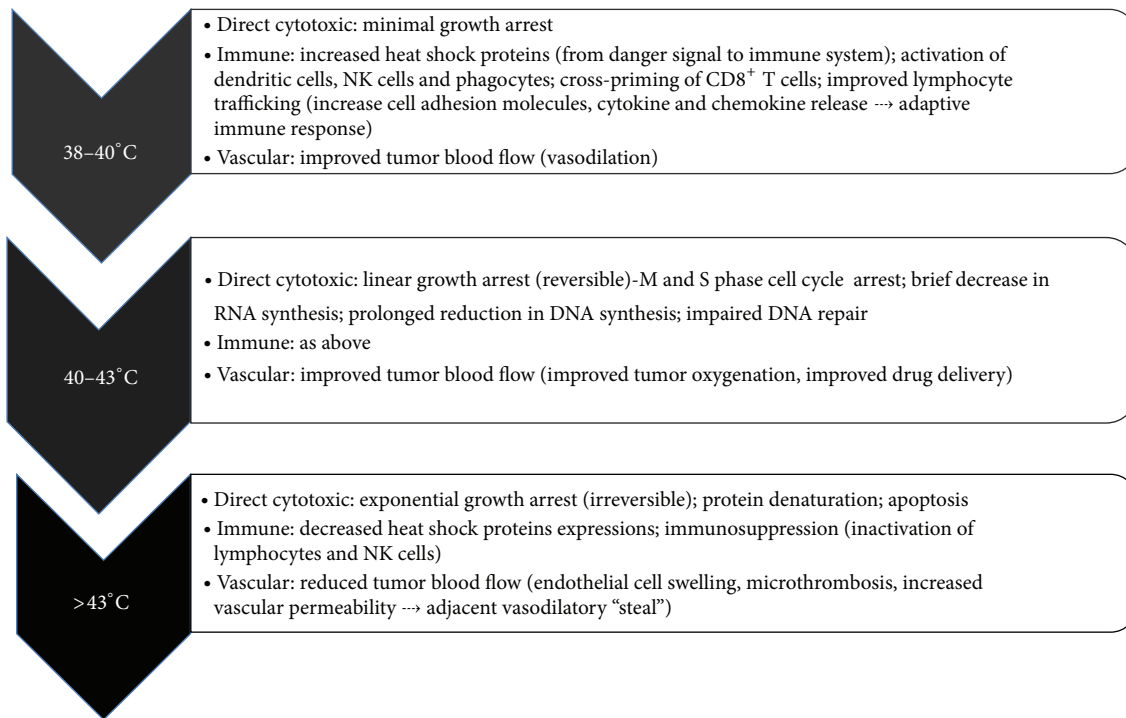 38–40°C
• Direct cytotoxic: minimal growth arrest
• Immune: increased heat shock proteins (from danger signal to immune system); activation of
dendritic cells, NK cells and phagocytes; cross-priming of CD8⁺ T cells; improved lymphocyte
trafficking (increase cell adhesion molecules, cytokine and chemokine release ⤏ adaptive
immune response)
• Vascular: improved tumor blood flow (vasodilation)
40–43°C
• Direct cytotoxic: linear growth arrest (reversible)-M and S phase cell cycle arrest; brief decrease in
RNA synthesis; prolonged reduction in DNA synthesis; impaired DNA repair
• Immune: as above
• Vascular: improved tumor blood flow (improved tumor oxygenation, improved drug delivery)
>43°C
• Direct cytotoxic: exponential growth arrest (irreversible); protein denaturation; apoptosis
• Immune: decreased heat shock proteins expressions; immunosuppression (inactivation of
lymphocytes and NK cells)
• Vascular: reduced tumor blood flow (endothelial cell swelling, microthrombosis, increased
vascular permeability ⤏ adjacent vasodilatory “steal”)